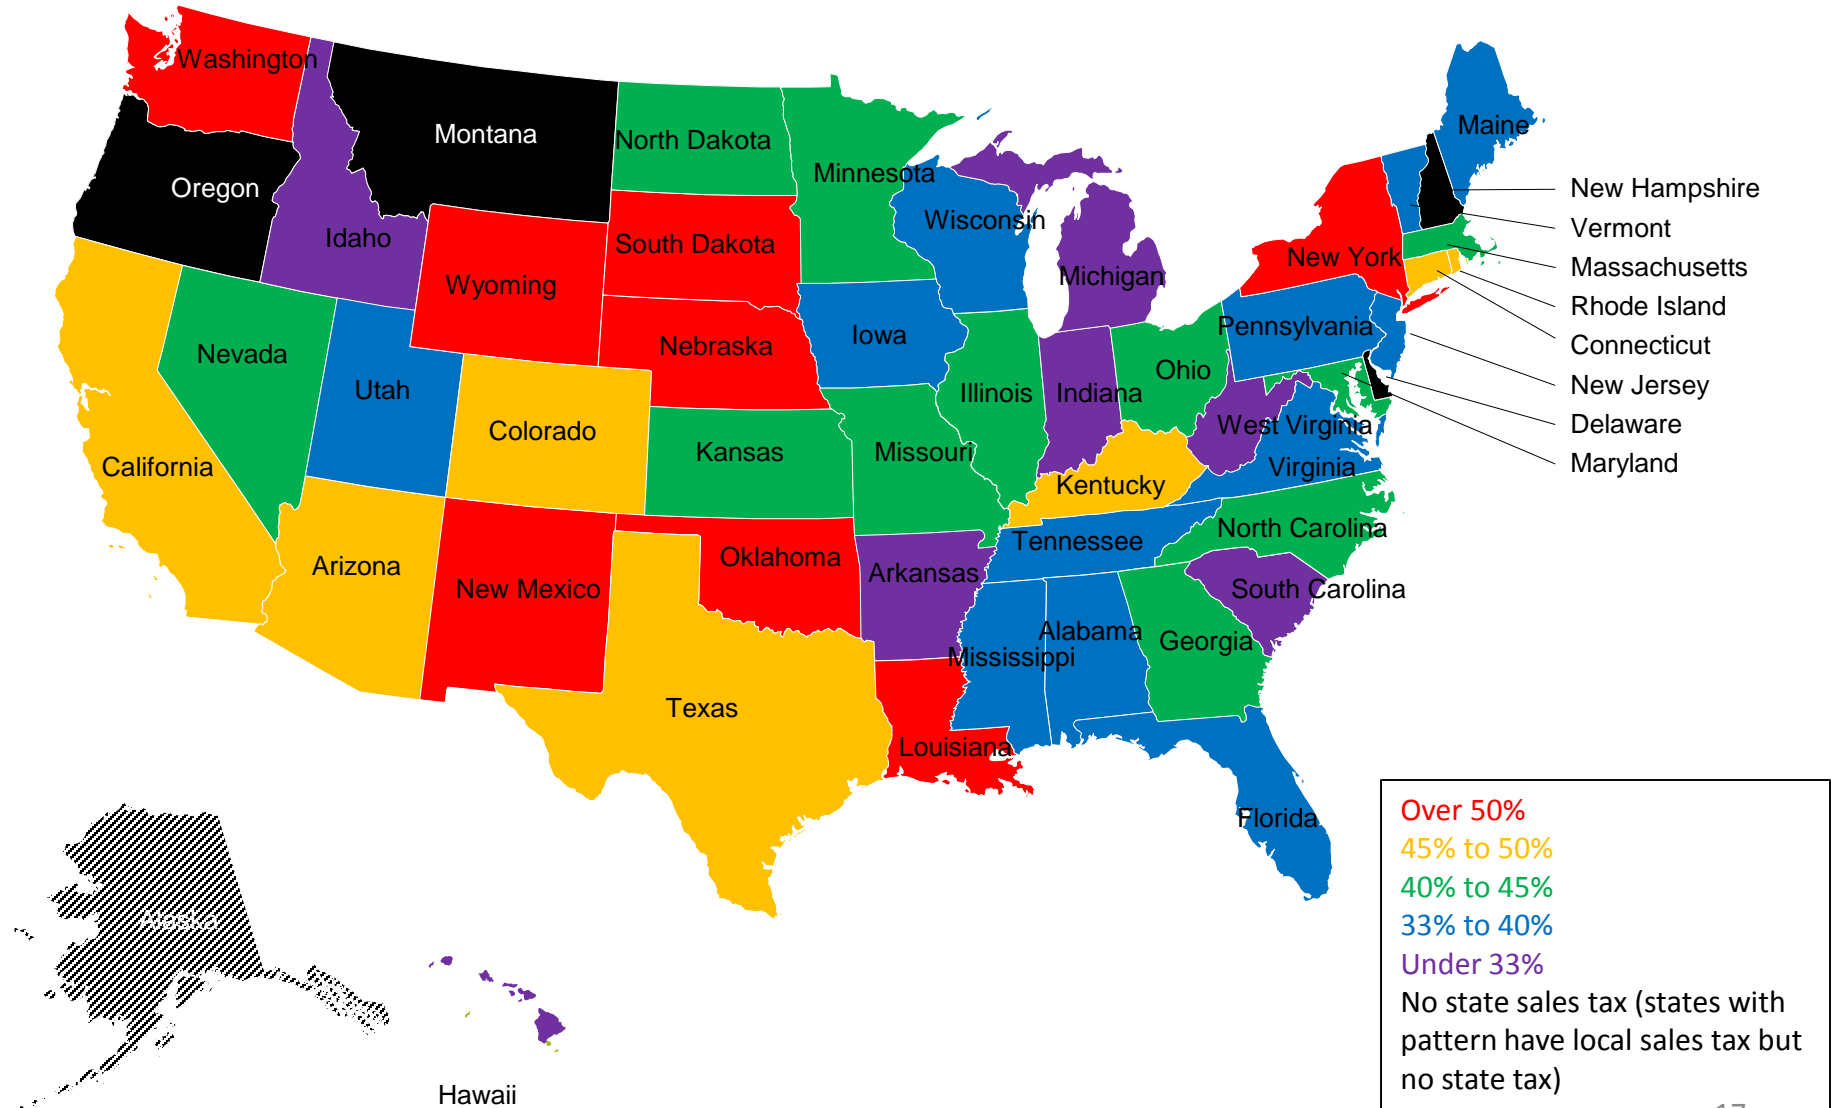 Washington
Montana
North Dakota
Minnesota
Maine
Oregon
New Hampshire
Idaho
Wisconsin
Vermont
South Dakota
New York
Massachusetts
Wyoming
Michigan
Rhode Island
Nevada
Nebraska
Iowa
Pennsylvania
Connecticut
Utah
Illinois
Indiana
Ohio
New Jersey
Colorado
West Virginia
Delaware
California
Kansas
Missouri
Kentucky
Virginia
Maryland
Arizona
Oklahoma
Tennessee
North Carolina
New Mexico
Arkansas
South Carolina
Alabama
Georgia
Mississippi
Texas
Louisiana
Florida
Alaska
Hawaii
Over 50%
45% to 50%
40% to 45%
33% to 40%
Under 33%
No state sales tax (states with
pattern have local sales tax but
no state tax)
17